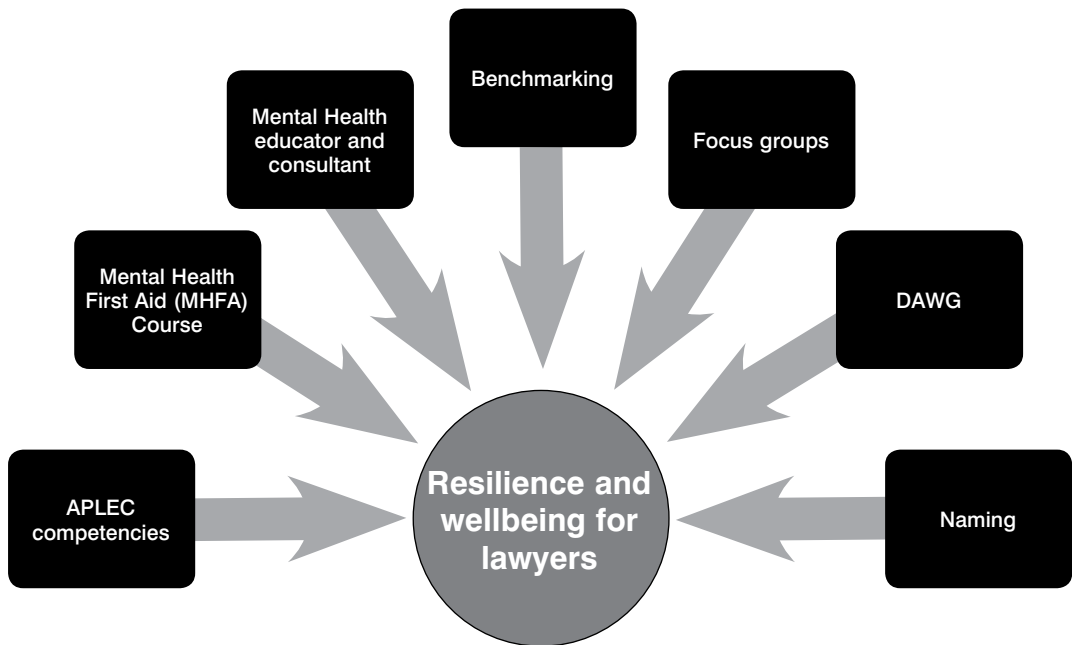 Benchmarking
Mental Health
educator and
consultant
Focus groups
Mental Health
First Aid (MHFA)
Course
DAWG
APLEC
competencies
Resilience and
wellbeing for
lawyers
Naming